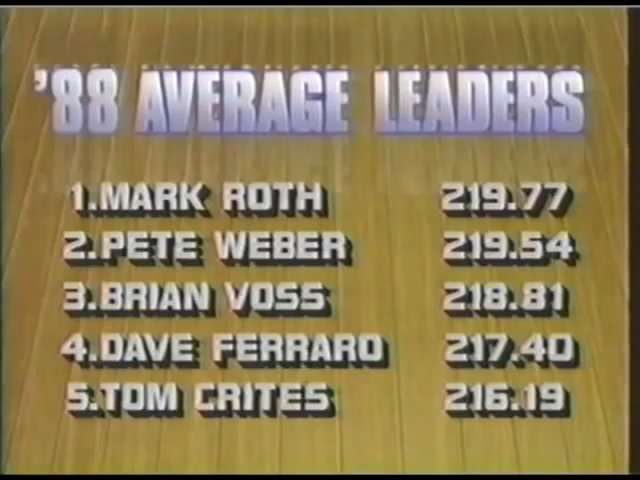 '88 AVERAGE LEADERS
1.MARK ROTH 219.77
2.PETE WEBER 219.54
3.BRIAN VOSS 218.81
4.DAVE FERRARO 217.40
5.TOM CRITES 216.19